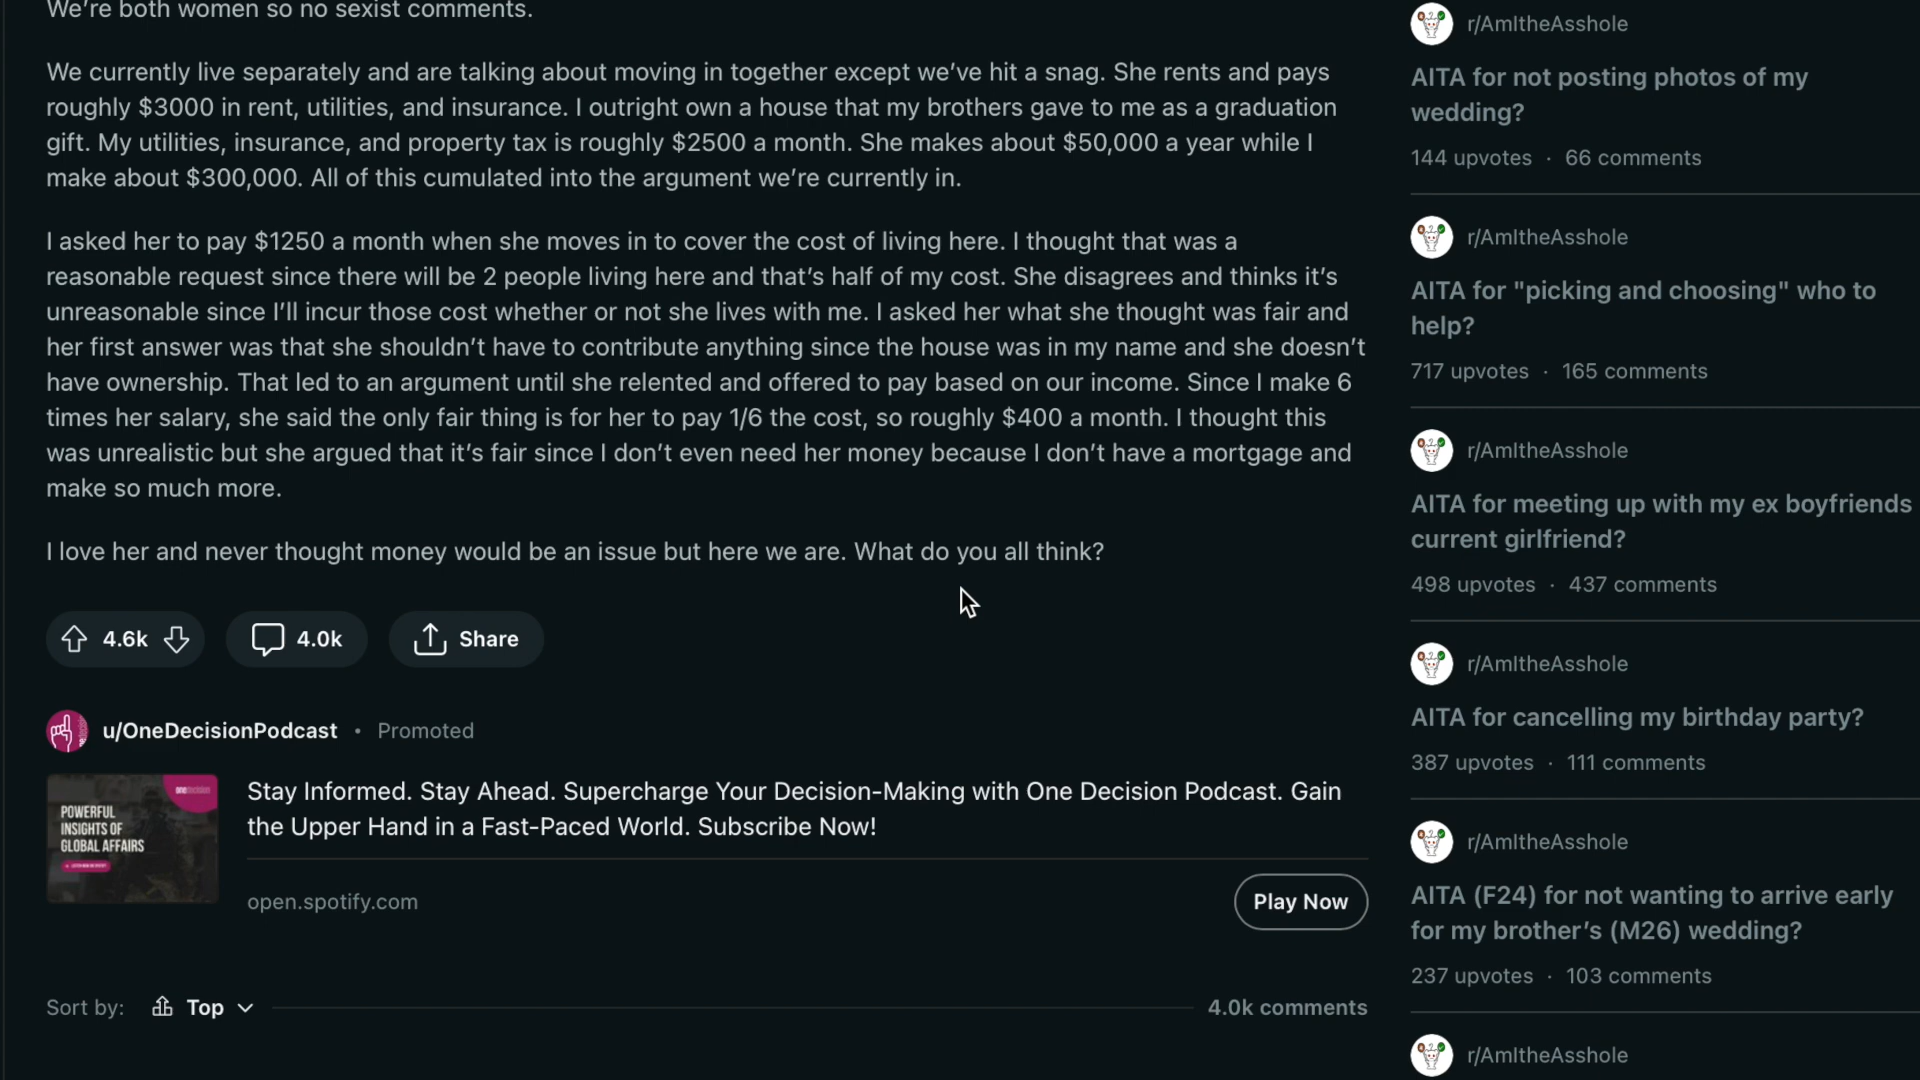 We're both women so no sexist comments.
We currently live separately and are talking about moving in together except we've hit a snag. She rents and pays
roughly $3000 in rent, utilities, and insurance. I outright own a house that my brothers gave to me as a graduation
gift. My utilities, insurance, and property tax is roughly $2500 a month. She makes about $50,000 a year while I
make about $300,000. All of this cumulated into the argument we're currently in.
I asked her to pay $1250 a month when she moves in to cover the cost of living here. I thought that was a
reasonable request since there will be 2 people living here and that's half of my cost. She disagrees and thinks it's
unreasonable since I'll incur those cost whether or not she lives with me. I asked her what she thought was fair and
her first answer was that she shouldn't have to contribute anything since the house was in my name and she doesn't
have ownership. That led to an argument until she relented and offered to pay based on our income. Since I make 6
times her salary, she said the only fair thing is for her to pay 1/6 the cost, so roughly $400 a month. I thought this
was unrealistic but she argued that it's fair since I don't even need her money because I don't have a mortgage and
make so much more.
I love her and never thought money would be an issue but here we are. What do you all think?
4.6k
4.0k
Share
u/OneDecisionPodcast • Promoted
POWERFUL
INSIGHTS OF
GLOBAL AFFAIRS
Stay Informed. Stay Ahead. Supercharge Your Decision-Making with One Decision Podcast. Gain
the Upper Hand in a Fast-Paced World. Subscribe Now!
open.spotify.com
Play Now
Sort by: Top
4.0k comments
r/AmItheAsshole
AITA for not posting photos of my
wedding?
144 upvotes · 66 comments
r/AmItheAsshole
AITA for "picking and choosing" who to
help?
717 upvotes · 165 comments
r/AmItheAsshole
AITA for meeting up with my ex boyfriends
current girlfriend?
498 upvotes · 437 comments
r/AmItheAsshole
AITA for cancelling my birthday party?
387 upvotes · 111 comments
r/AmItheAsshole
AITA (F24) for not wanting to arrive early
for my brother's (M26) wedding?
237 upvotes · 103 comments
r/AmItheAsshole